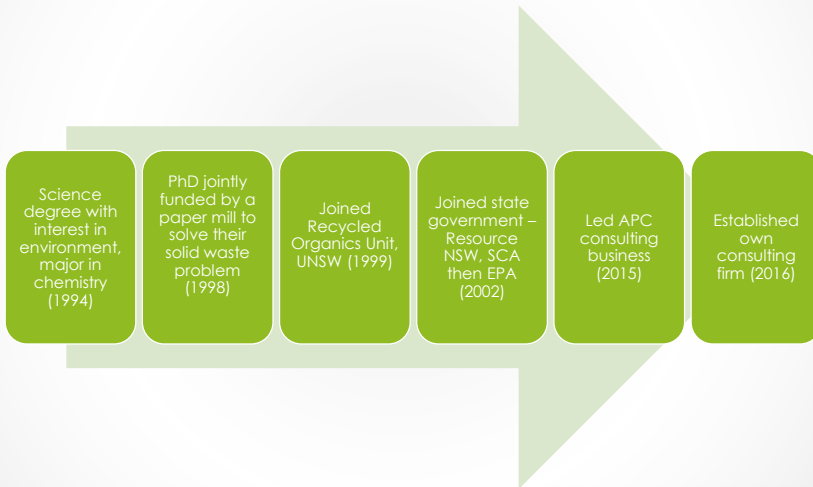 Science
degree with
interest in
environment,
major in
chemistry
(1994)
PhD jointly
funded by a
paper mill to
solve their
solid waste
problem
(1998)
Joined
Recycled
Organics Unit,
UNSW (1999)
Joined state
government –
Resource
NSW, SCA
then EPA
(2002)
Led APC
consulting
business
(2015)
Established
own
consulting
firm (2016)